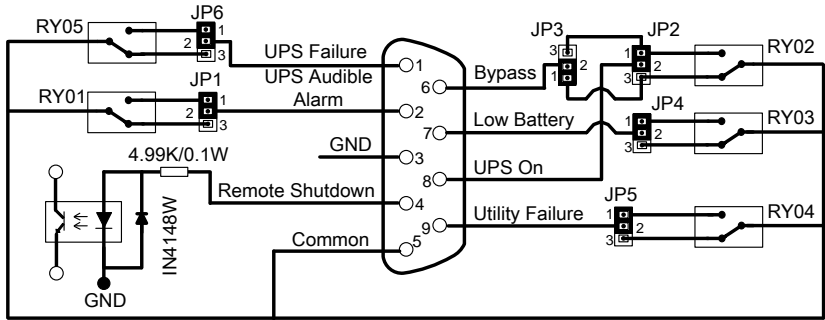 RY05
JP6
1
2
3
UPS Failure
1
RY01
JP1
1
2
3
UPS Audible
Alarm
2
GND
3
4.99K/0.1W
Remote Shutdown
4
IN4148W
Common
5
GND
6
Bypass
JP3
3
2
1
JP2
1
2
3
RY02
7
Low Battery
JP4
1
2
3
RY03
8
UPS On
9
Utility Failure
JP5
1
2
3
RY04